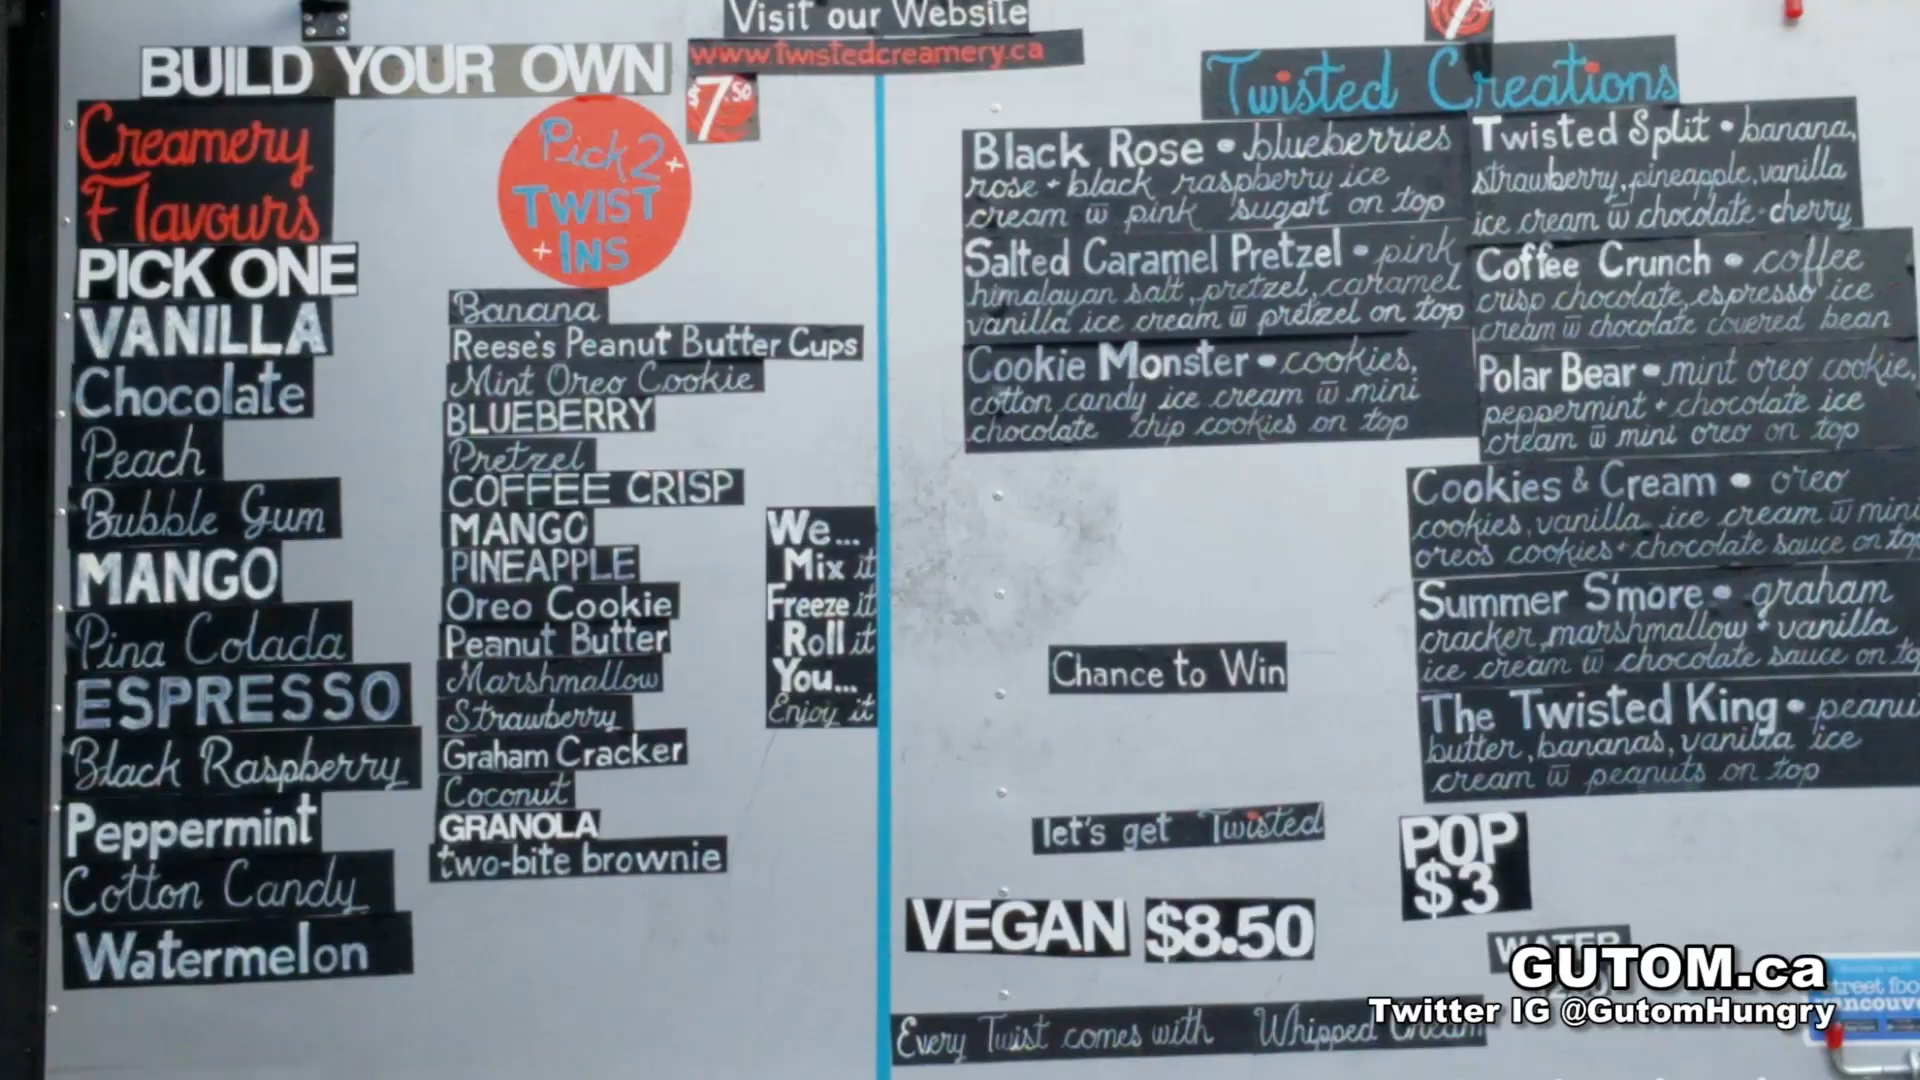 Visit our Website
www.twistedcreamery.ca
BUILD YOUR OWN
7.50
Creamery
Flavours
PICK ONE
VANILLA
Chocolate
Peach
Bubble Gum
MANGO
Pina Colada
ESPRESSO
Black Raspberry
Peppermint
Cotton Candy
Watermelon
Pick 2
TWIST
INS
Banana
Reese's Peanut Butter Cups
Mint Oreo Cookie
BLUEBERRY
Pretzel
COFFEE CRISP
MANGO
PINEAPPLE
Oreo Cookie
Peanut Butter
Marshmallow
Strawberry
Graham Cracker
Coconut
GRANOLA
two-bite brownie
We...
Mix it
Freeze it
Roll it
You...
Enjoy it
Twisted Creations
Black Rose • blueberries
rose + black raspberry ice
cream w̅ pink sugar on top
Salted Caramel Pretzel • pink
himalayan salt, pretzel, caramel
vanilla ice cream w̅ pretzel on top
Cookie Monster • cookies,
cotton candy ice cream w̅ mini
chocolate chip cookies on top
Twisted Split • banana,
strawberry, pineapple, vanilla
ice cream w̅ chocolate + cherry
Coffee Crunch • coffee
crisp chocolate, espresso ice
cream w̅ chocolate covered bean
Polar Bear • mint oreo cookie,
peppermint + chocolate ice
cream w̅ mini oreo on top
Cookies & Cream • oreo
cookies, vanilla ice cream w̅ mini
oreos cookies + chocolate sauce on top
Summer S'more • graham
cracker, marshmallow + vanilla
ice cream w̅ chocolate sauce on to
The Twisted King • peanu
butter, bananas, vanilla ice
cream w̅ peanuts on top
Chance to Win
let's get Twisted
POP
$3
VEGAN $8.50
WATER
Every Twist comes with Whipped Cream
GUTOM.ca
Twitter IG @GutomHungry
treet foo
vancouve